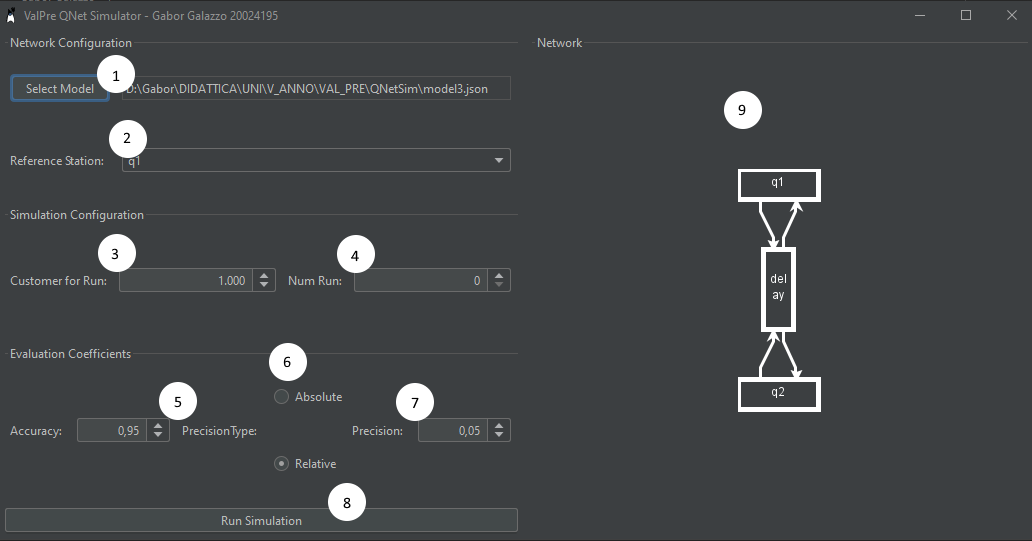 ValPre QNet Simulator - Gabor Galazzo 20024195
Network Configuration
1
Select Model
D:\Gabor\DIDATTICA\UNI\V_ANNO\VAL_PRE\QNetSim\model3.json
2
Reference Station:
q1
Simulation Configuration
3
4
Customer for Run:
1.000
Num Run:
0
Evaluation Coefficients
6
Absolute
5
7
Accuracy:
0,95
PrecisionType:
Precision:
0,05
Relative
8
Run Simulation
Network
9
q1
del
ay
q2